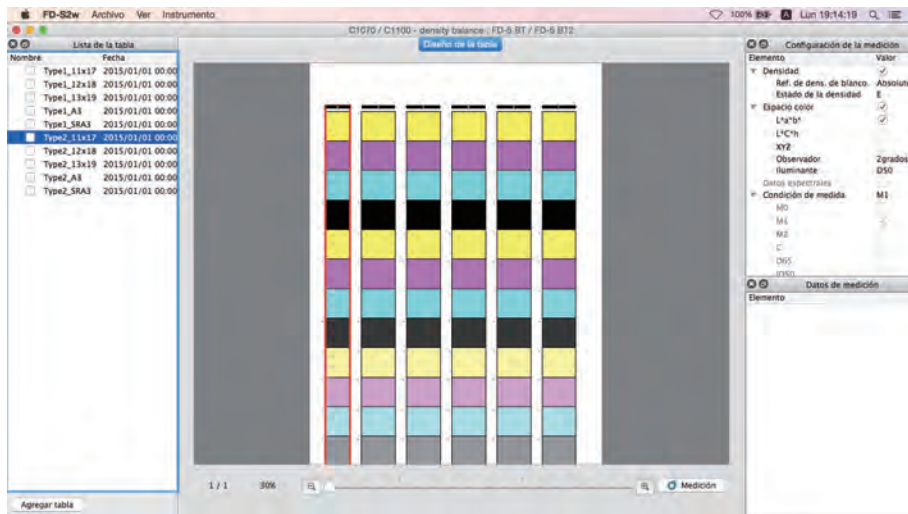 FD-S2w Archivo Ver Instrumento 100% Lun 19:14:19
C1070 / C1100 - density balance : FD-5 BT / FD-6 BT2
Lista de la tabla
Nombre Fecha
Type1_11x17 2015/01/01 00:00
Type1_12x18 2015/01/01 00:00
Type1_13x19 2015/01/01 00:00
Type1_A3 2015/01/01 00:00
Type1_SRA3 2015/01/01 00:00
Type2_11x17 2015/01/01 00:00
Type2_12x18 2015/01/01 00:00
Type2_13x19 2015/01/01 00:00
Type2_A3 2015/01/01 00:00
Type2_SRA3 2015/01/01 00:00
Agregar tabla
Diseño de la tabla
1 / 1 30% Medición
Configuración de la medición
Elemento Valor
Densidad
Ref. de dens. de blanco. Absolut
Estado de la densidad E
Espacio color
L*a*b*
L*C*h
XYZ
Observador 2grados
Iluminante D50
Datos espectrales
Condición de medida M1
M0
M1
M2
C
D65
ID50
Datos de medición
Elemento